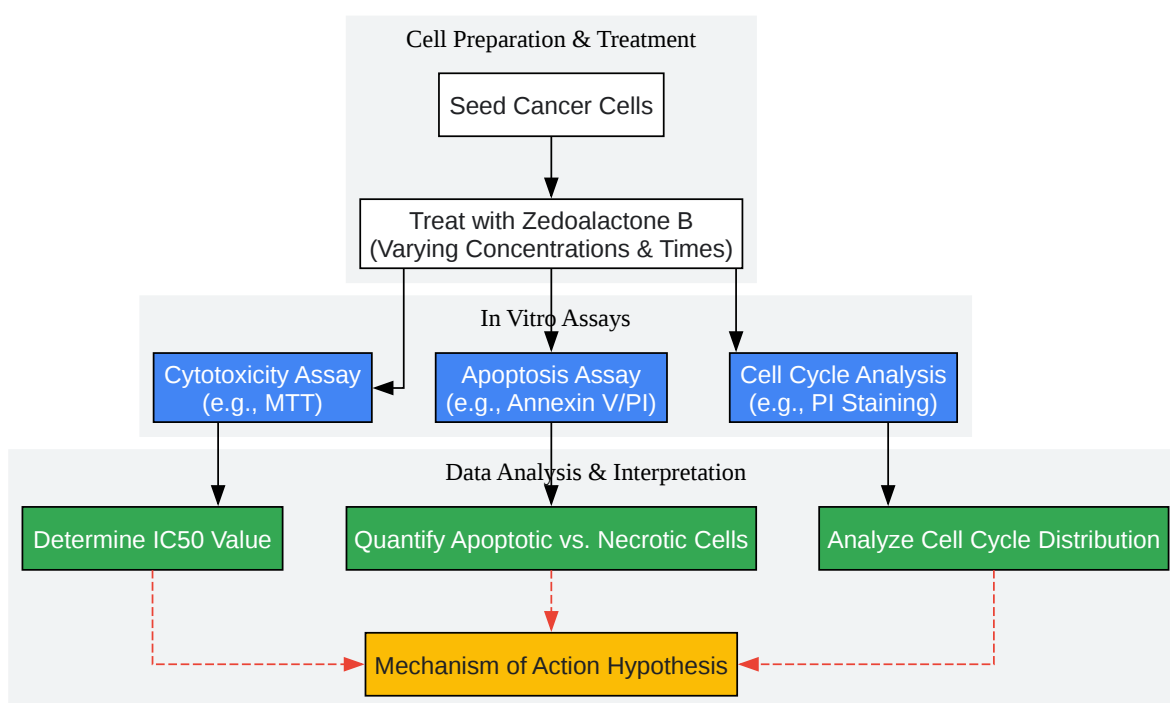 Cell Preparation & Treatment
Seed Cancer Cells
Treat with Zedoalactone B
(Varying Concentrations & Times)
In Vitro Assays
Cytotoxicity Assay
(e.g., MTT)
Apoptosis Assay
(e.g., Annexin V/PI)
Cell Cycle Analysis
(e.g., PI Staining)
Data Analysis & Interpretation
Determine IC50 Value
Quantify Apoptotic vs. Necrotic Cells
Analyze Cell Cycle Distribution
Mechanism of Action Hypothesis